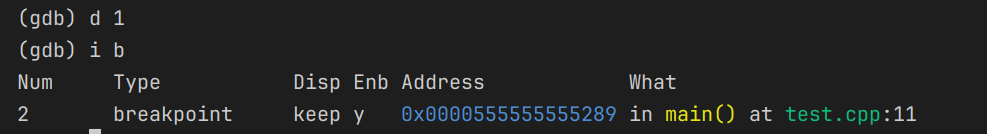 (gdb) d 1
(gdb) i b
Num     Type           Disp Enb Address            What
2       breakpoint     keep y   0x0000555555555289 in main() at test.cpp:11